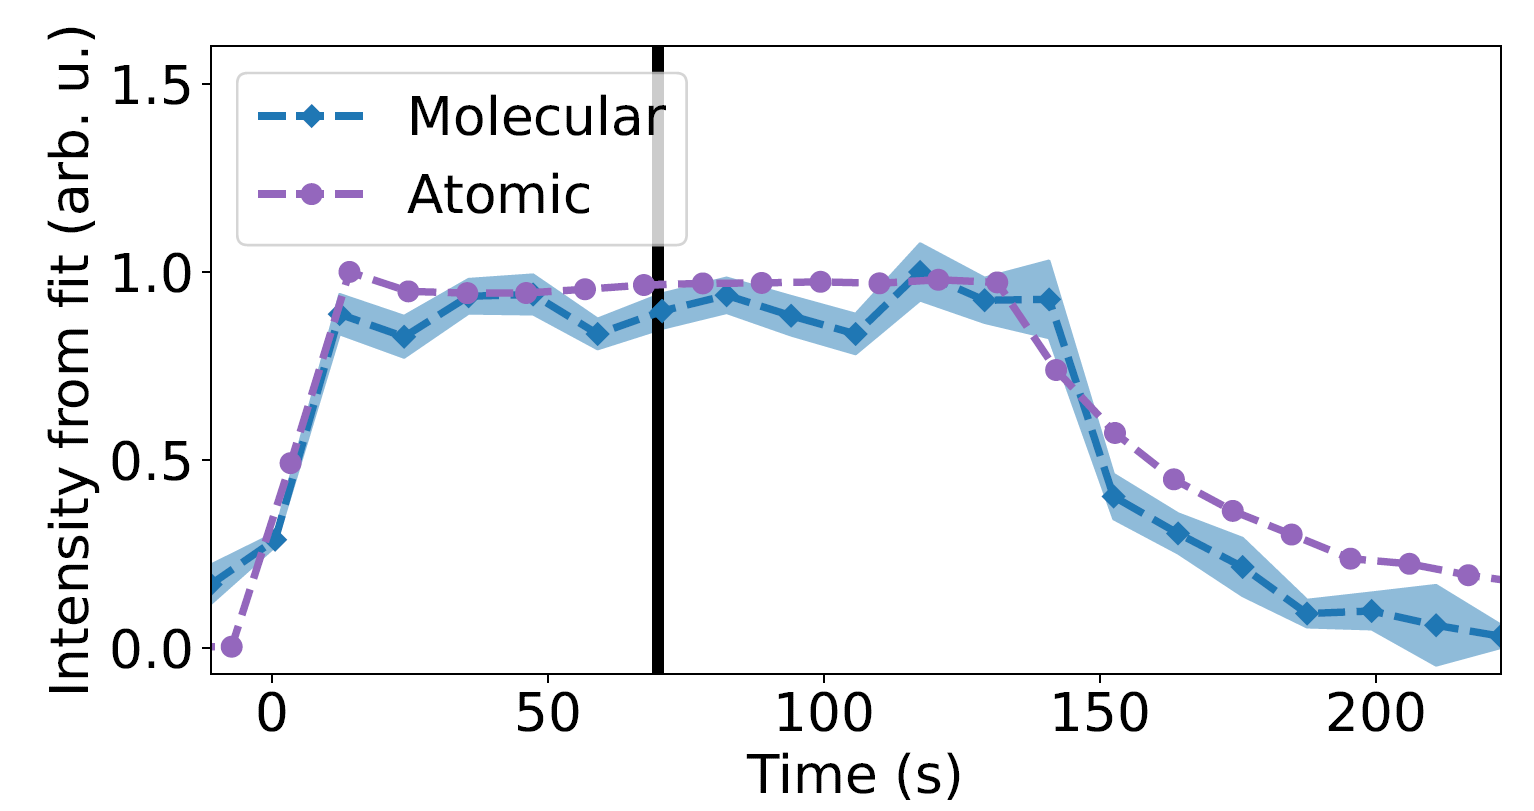 Intensity from fit (arb. u.)
1.5
1.0
0.5
0.0
Molecular
Atomic
0 50 100 150 200
Time (s)